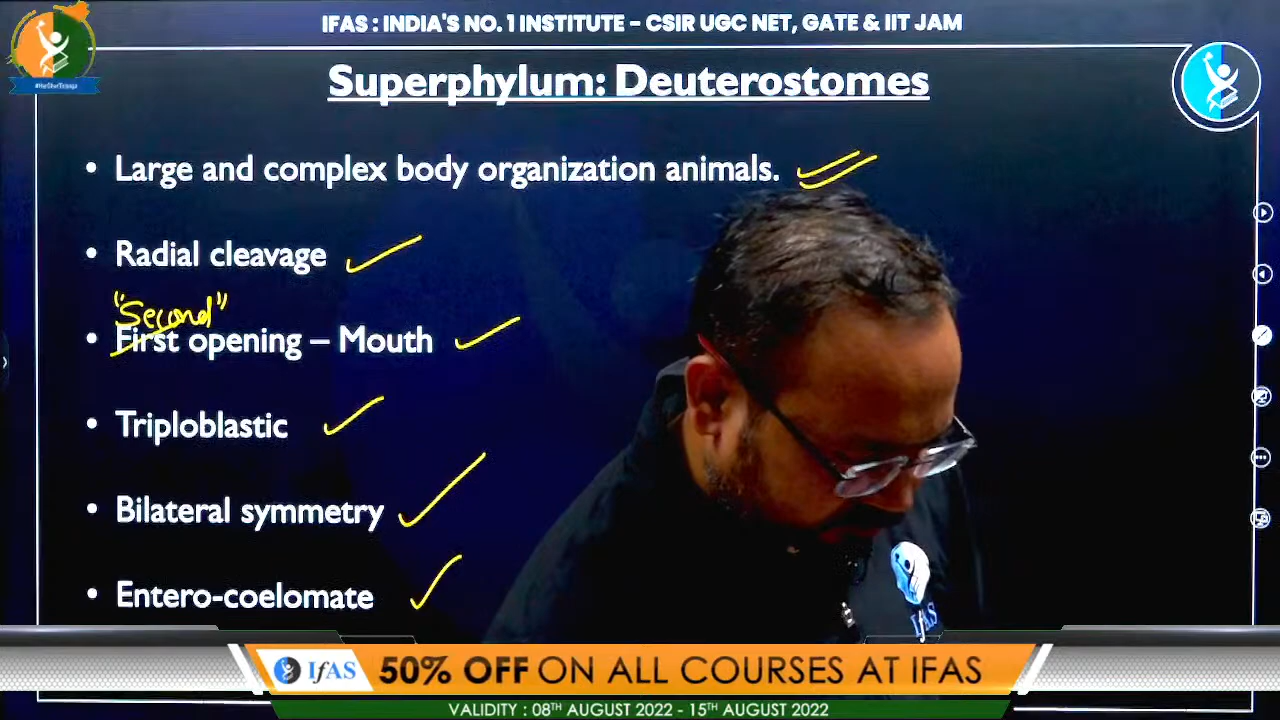 IFAS : INDIA'S NO. 1 INSTITUTE - CSIR UGC NET, GATE & IIT JAM
Superphylum: Deuterostomes
• Large and complex body organization animals.
• Radial cleavage
"Second"
• First opening – Mouth
• Triploblastic
• Bilateral symmetry
• Entero-coelomate
IFAS
IfAS 50% OFF ON ALL COURSES AT IFAS
VALIDITY : 08TH AUGUST 2022 - 15TH AUGUST 2022